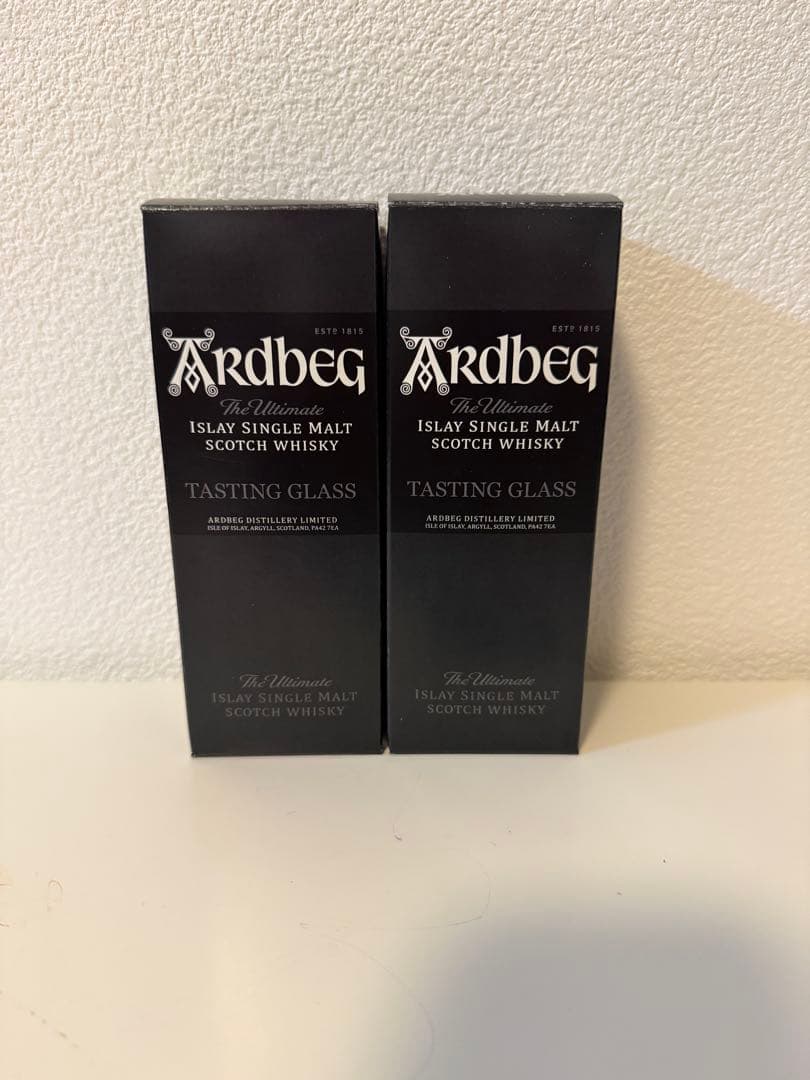 ESTD 1815
ARDBEG
The Ultimate
ISLAY SINGLE MALT
SCOTCH WHISKY
TASTING GLASS
ARDBEG DISTILLERY LIMITED
ISLE OF ISLAY, ARGYLL, SCOTLAND, PA42 7EA
The Ultimate
ISLAY SINGLE MALT
SCOTCH WHISKY
ESTD 1815
ARDBEG
The Ultimate
ISLAY SINGLE MALT
SCOTCH WHISKY
TASTING GLASS
ARDBEG DISTILLERY LIMITED
ISLE OF ISLAY, ARGYLL, SCOTLAND, PA42 7EA
The Ultimate
ISLAY SINGLE MALT
SCOTCH WHISKY